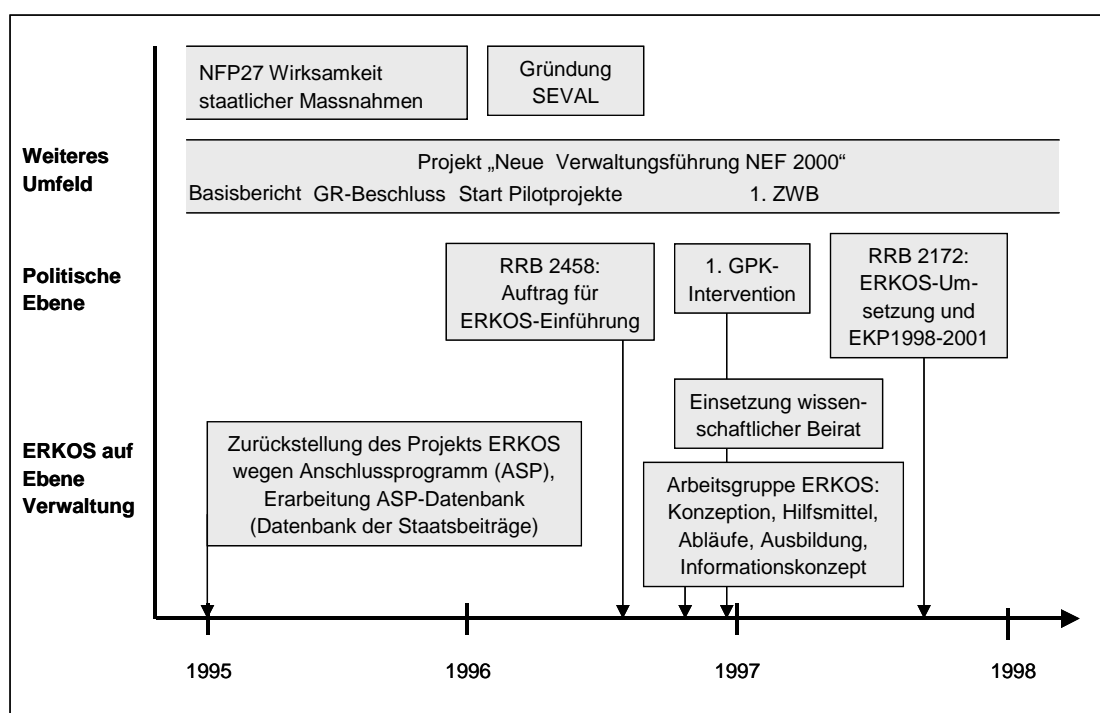 NFP27 Wirksamkeit
staatlicher Massnahmen
Gründung
SEVAL
Weiteres
Umfeld
Projekt „Neue Verwaltungsführung NEF 2000“
Basisbericht GR-Beschluss Start Pilotprojekte 1. ZWB
Politische
Ebene
RRB 2458:
Auftrag für
ERKOS-Einführung
1. GPK-
Intervention
RRB 2172:
ERKOS-Um-
setzung und
EKP1998-2001
Einsetzung wissen-
schaftlicher Beirat
ERKOS auf
Ebene
Verwaltung
Zurückstellung des Projekts ERKOS
wegen Anschlussprogramm (ASP),
Erarbeitung ASP-Datenbank
(Datenbank der Staatsbeiträge)
Arbeitsgruppe ERKOS:
Konzeption, Hilfsmittel,
Abläufe, Ausbildung,
Informationskonzept
1995 1996 1997 1998